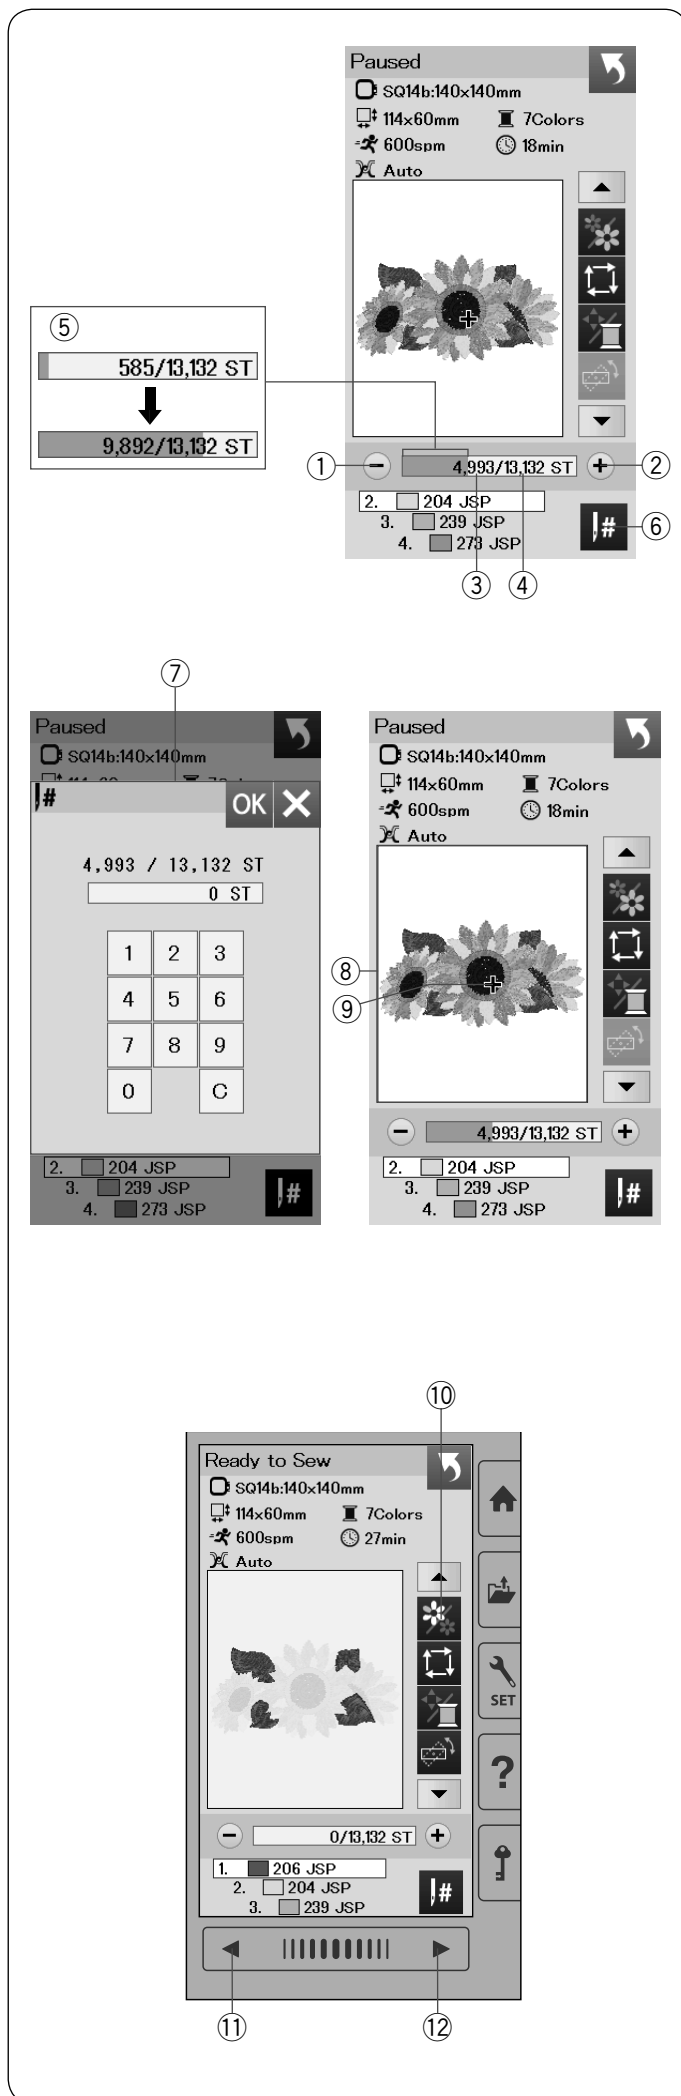 Paused
SQ14b:140x140mm
114x60mm 7Colors
600spm 18min
Auto
⑤
585/13,132 ST
9,892/13,132 ST
① − 4,993/13,132 ST + ②
2. 204 JSP
3. 239 JSP
4. 273 JSP
# ⑥
③ ④
⑦
Paused
SQ14b:140x140mm
#
OK
4,993 / 13,132 ST
0 ST
1 2 3
4 5 6
7 8 9
0 C
2. 204 JSP
3. 239 JSP
4. 273 JSP
#
Paused
SQ14b:140x140mm
114x60mm 7Colors
600spm 18min
Auto
⑧
⑨
− 4,993/13,132 ST +
2. 204 JSP
3. 239 JSP
4. 273 JSP
#
⑩
Ready to Sew
SQ14b:140x140mm
114x60mm 7Colors
600spm 27min
Auto
SET
?
− 0/13,132 ST +
1. 206 JSP
2. 204 JSP
3. 239 JSP
#
⑪ ⑫